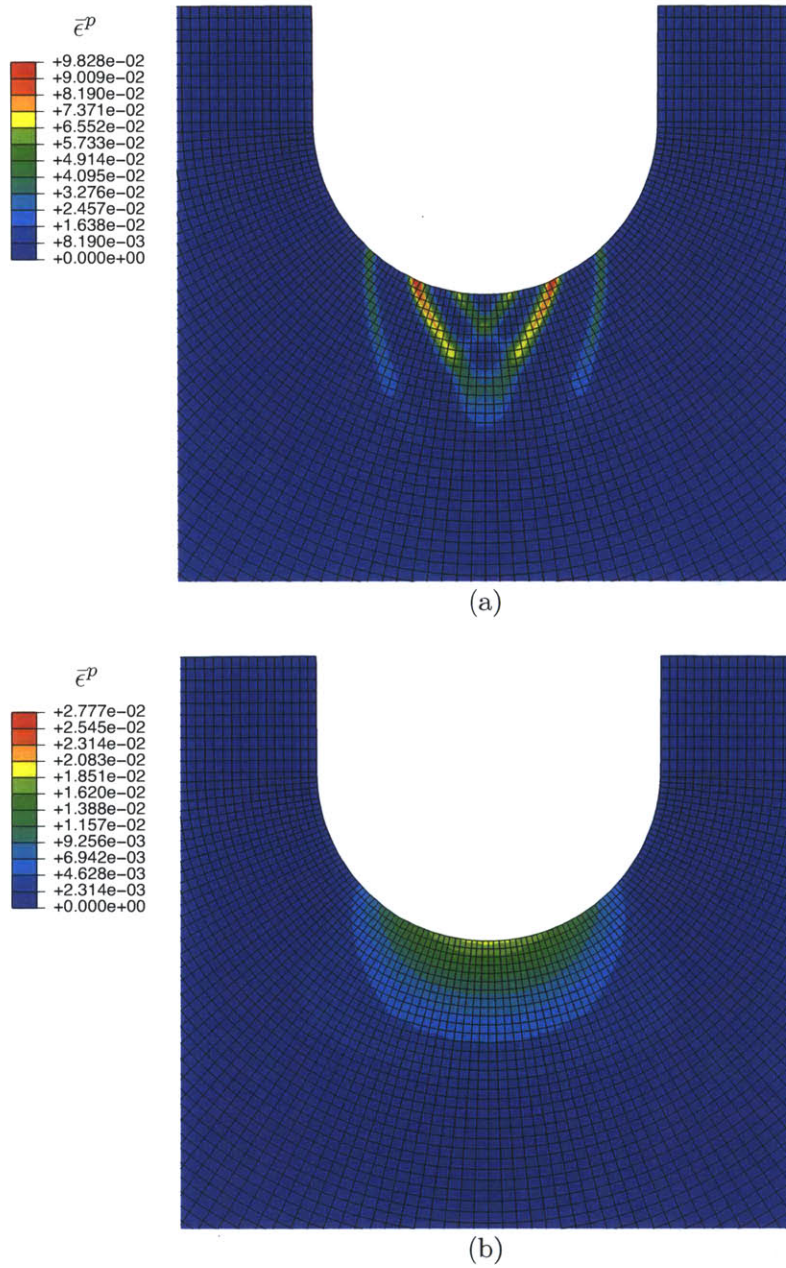 ϵ̅ᵖ
+9.828e−02
+9.009e−02
+8.190e−02
+7.371e−02
+6.552e−02
+5.733e−02
+4.914e−02
+4.095e−02
+3.276e−02
+2.457e−02
+1.638e−02
+8.190e−03
+0.000e+00
(a)
ϵ̅ᵖ
+2.777e−02
+2.545e−02
+2.314e−02
+2.083e−02
+1.851e−02
+1.620e−02
+1.388e−02
+1.157e−02
+9.256e−03
+6.942e−03
+4.628e−03
+2.314e−03
+0.000e+00
(b)